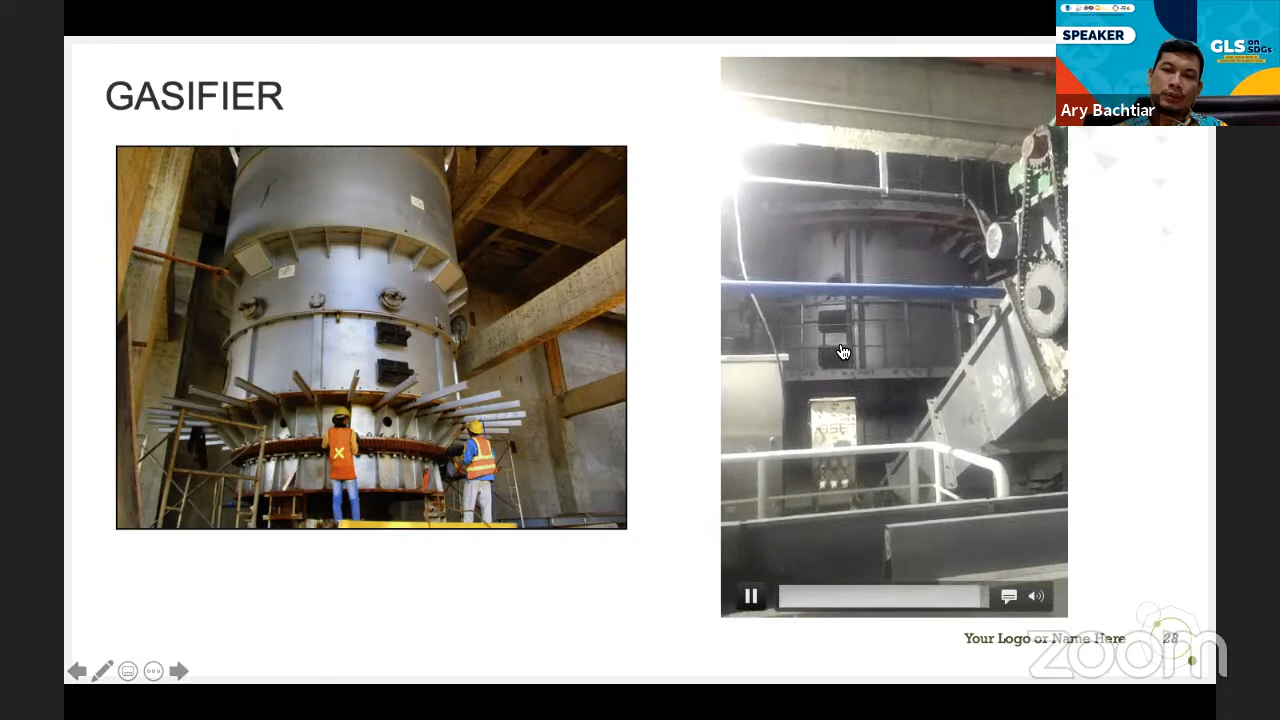 SPEAKER
GLS on SDGs
Ary Bachtiar
GASIFIER
Your Logo or Name Here 28
zoom